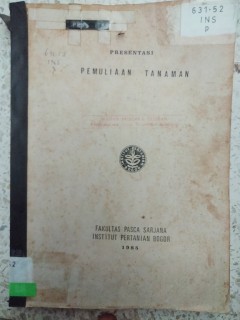 631-52
INS
P
PRESENTASI
PEMULIAAN TANAMAN
FAKULTAS PASCA SARJANA
INSTITUT PERTANIAN BOGOR
1985